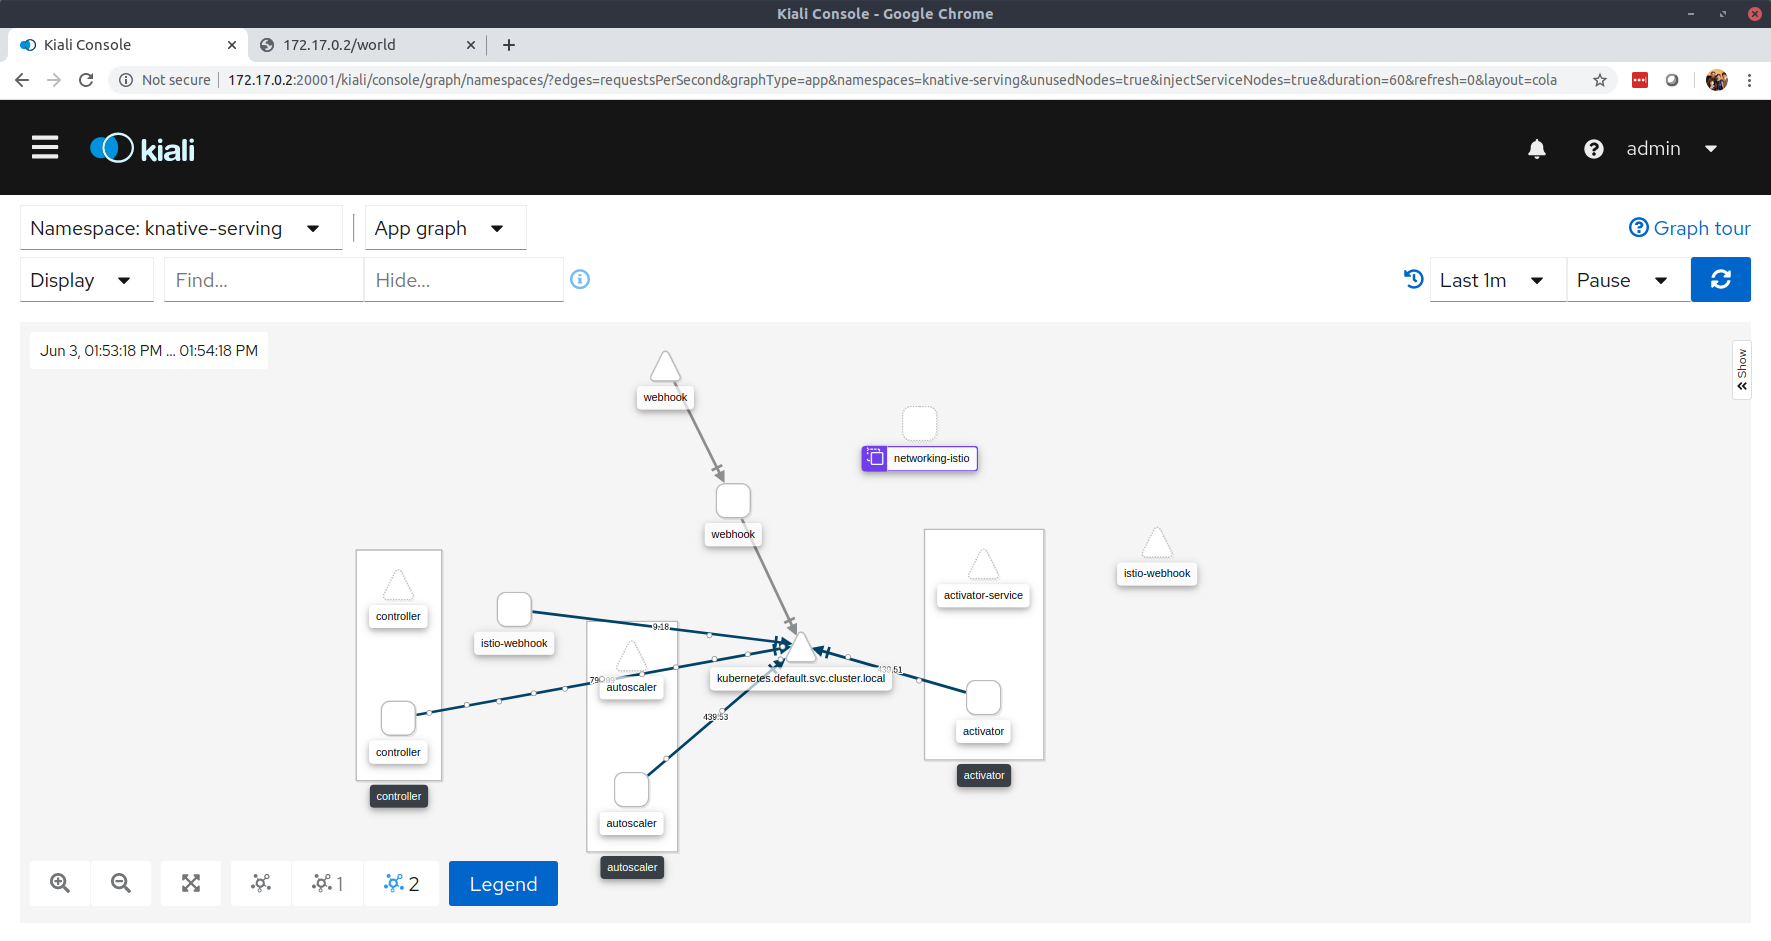 Kiali Console - Google Chrome
Kiali Console
172.17.0.2/world
Not secure
172.17.0.2:20001/kiali/console/graph/namespaces/?edges=requestsPerSecond&graphType=app&namespaces=knative-serving&unusedNodes=true&injectServiceNodes=true&duration=60&refresh=0&layout=cola
kiali
admin
Namespace: knative-serving
App graph
Graph tour
Display
Find...
Hide...
Last 1m
Pause
Jun 3, 01:53:18 PM ... 01:54:18 PM
Show
webhook
networking-istio
webhook
istio-webhook
activator-service
controller
9.18
istio-webhook
kubernetes.default.svc.cluster.local
autoscaler
439.53
activator
controller
activator
controller
autoscaler
autoscaler
1
2
Legend